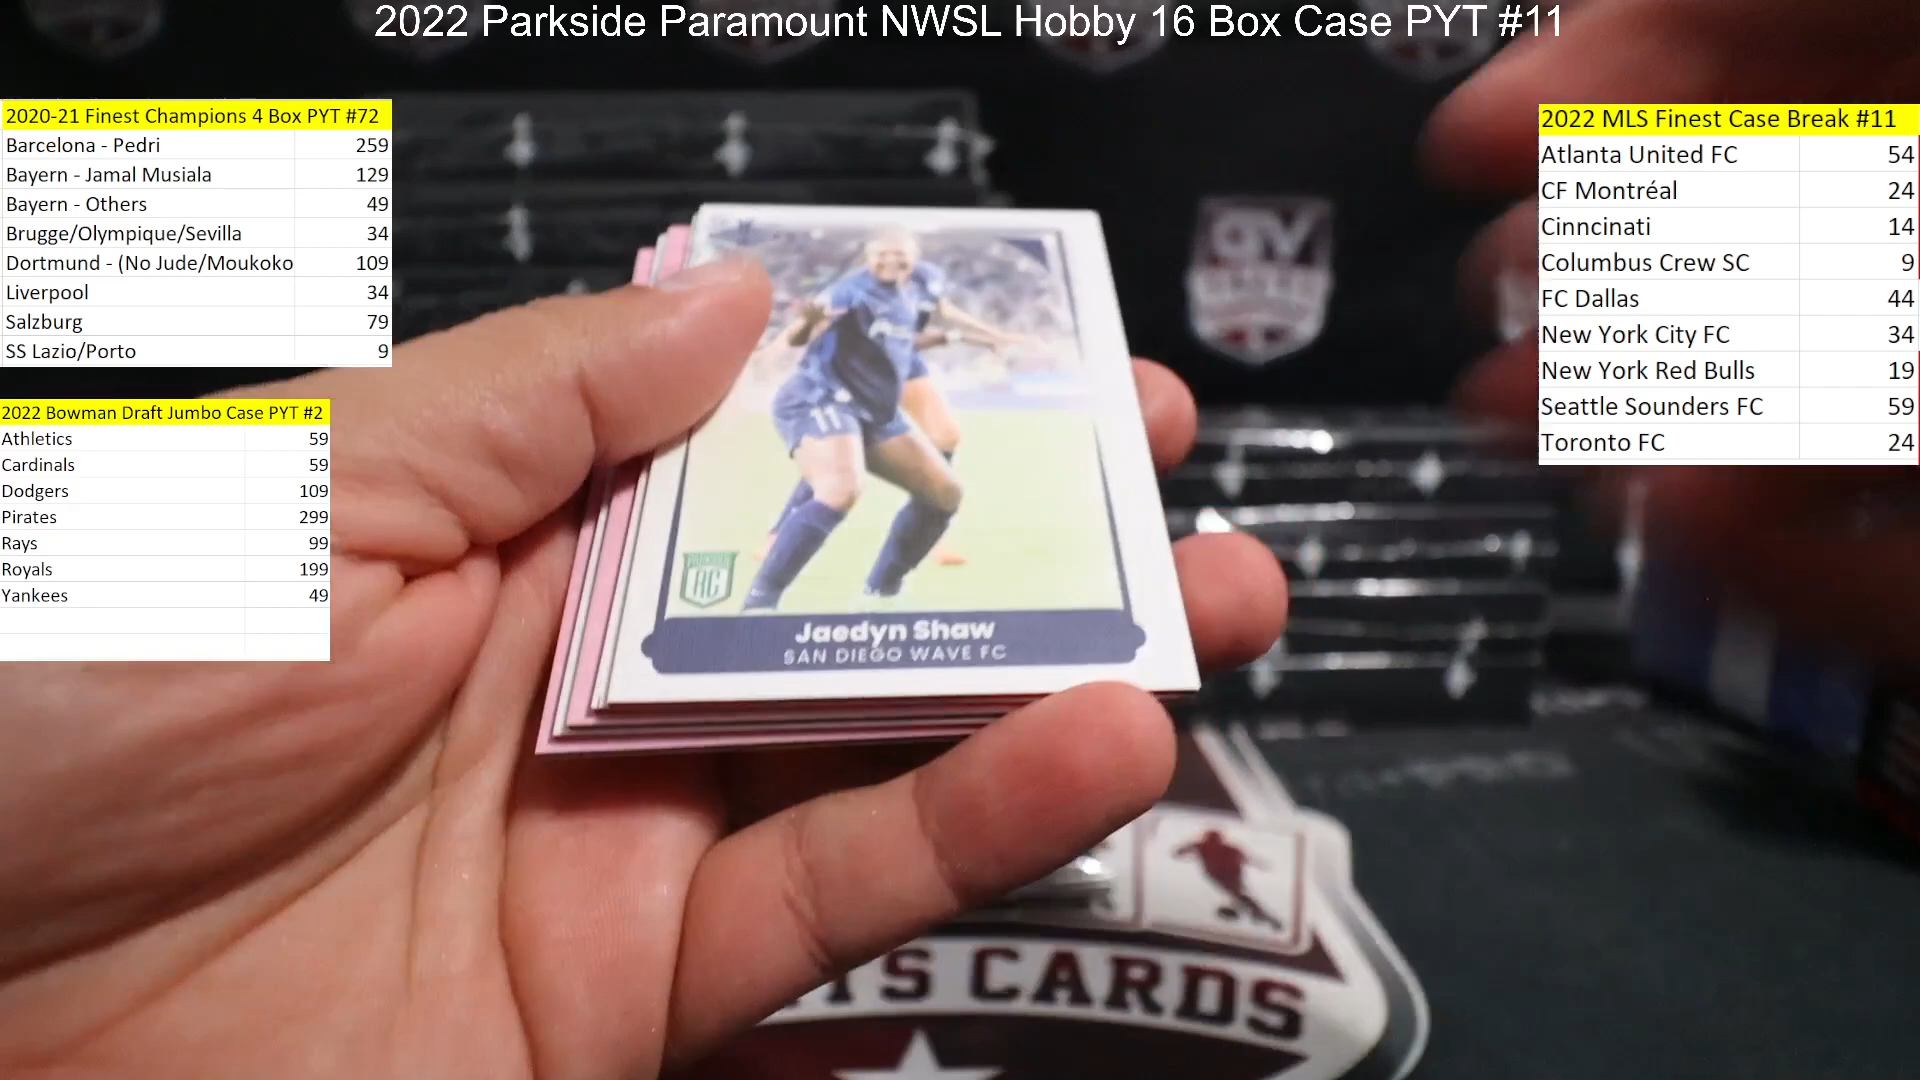 2022 Parkside Paramount NWSL Hobby 16 Box Case PYT #11
2020-21 Finest Champions 4 Box PYT #72
Barcelona - Pedri 259
Bayern - Jamal Musiala 129
Bayern - Others 49
Brugge/Olympique/Sevilla 34
Dortmund - (No Jude/Moukoko 109
Liverpool 34
Salzburg 79
SS Lazio/Porto 9
2022 Bowman Draft Jumbo Case PYT #2
Athletics 59
Cardinals 59
Dodgers 109
Pirates 299
Rays 99
Royals 199
Yankees 49
2022 MLS Finest Case Break #11
Atlanta United FC 54
CF Montréal 24
Cinncinati 14
Columbus Crew SC 9
FC Dallas 44
New York City FC 34
New York Red Bulls 19
Seattle Sounders FC 59
Toronto FC 24
11
RC
Jaedyn Shaw
SAN DIEGO WAVE FC
GV
CARDS